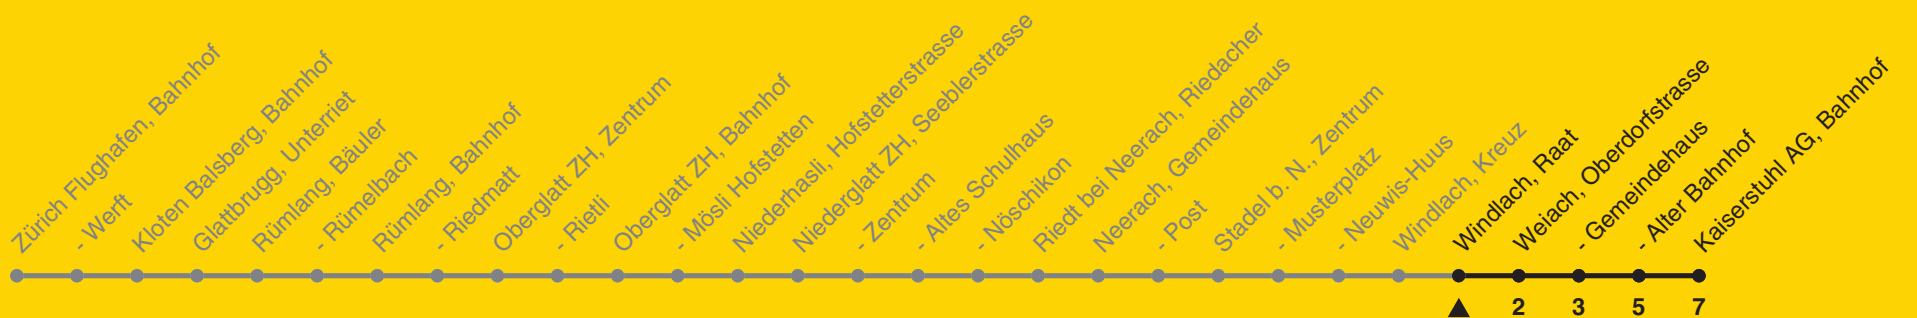 Zürich Flughafen, Bahnhof
- Werft
Kloten Balsberg, Bahnhof
Glattbrugg, Unterriet
Rümlang, Bäuler
- Rümelbach
Rümlang, Bahnhof
- Riedmatt
Oberglatt ZH, Zentrum
- Rietli
Oberglatt ZH, Bahnhof
- Mösli Hofstetten
Niederhasli, Hofstetterstrasse
Niederglatt ZH, Seeblerstrasse
- Zentrum
- Altes Schulhaus
- Nöschikon
Riedt bei Neerach, Riedacher
Neerach, Gemeindehaus
- Post
Stadel b. N., Zentrum
- Musterplatz
- Neuwis-Huus
Windlach, Kreuz
Windlach, Raat
Weiach, Oberdorfstrasse
- Gemeindehaus
- Alter Bahnhof
Kaiserstuhl AG, Bahnhof
2 3 5 7